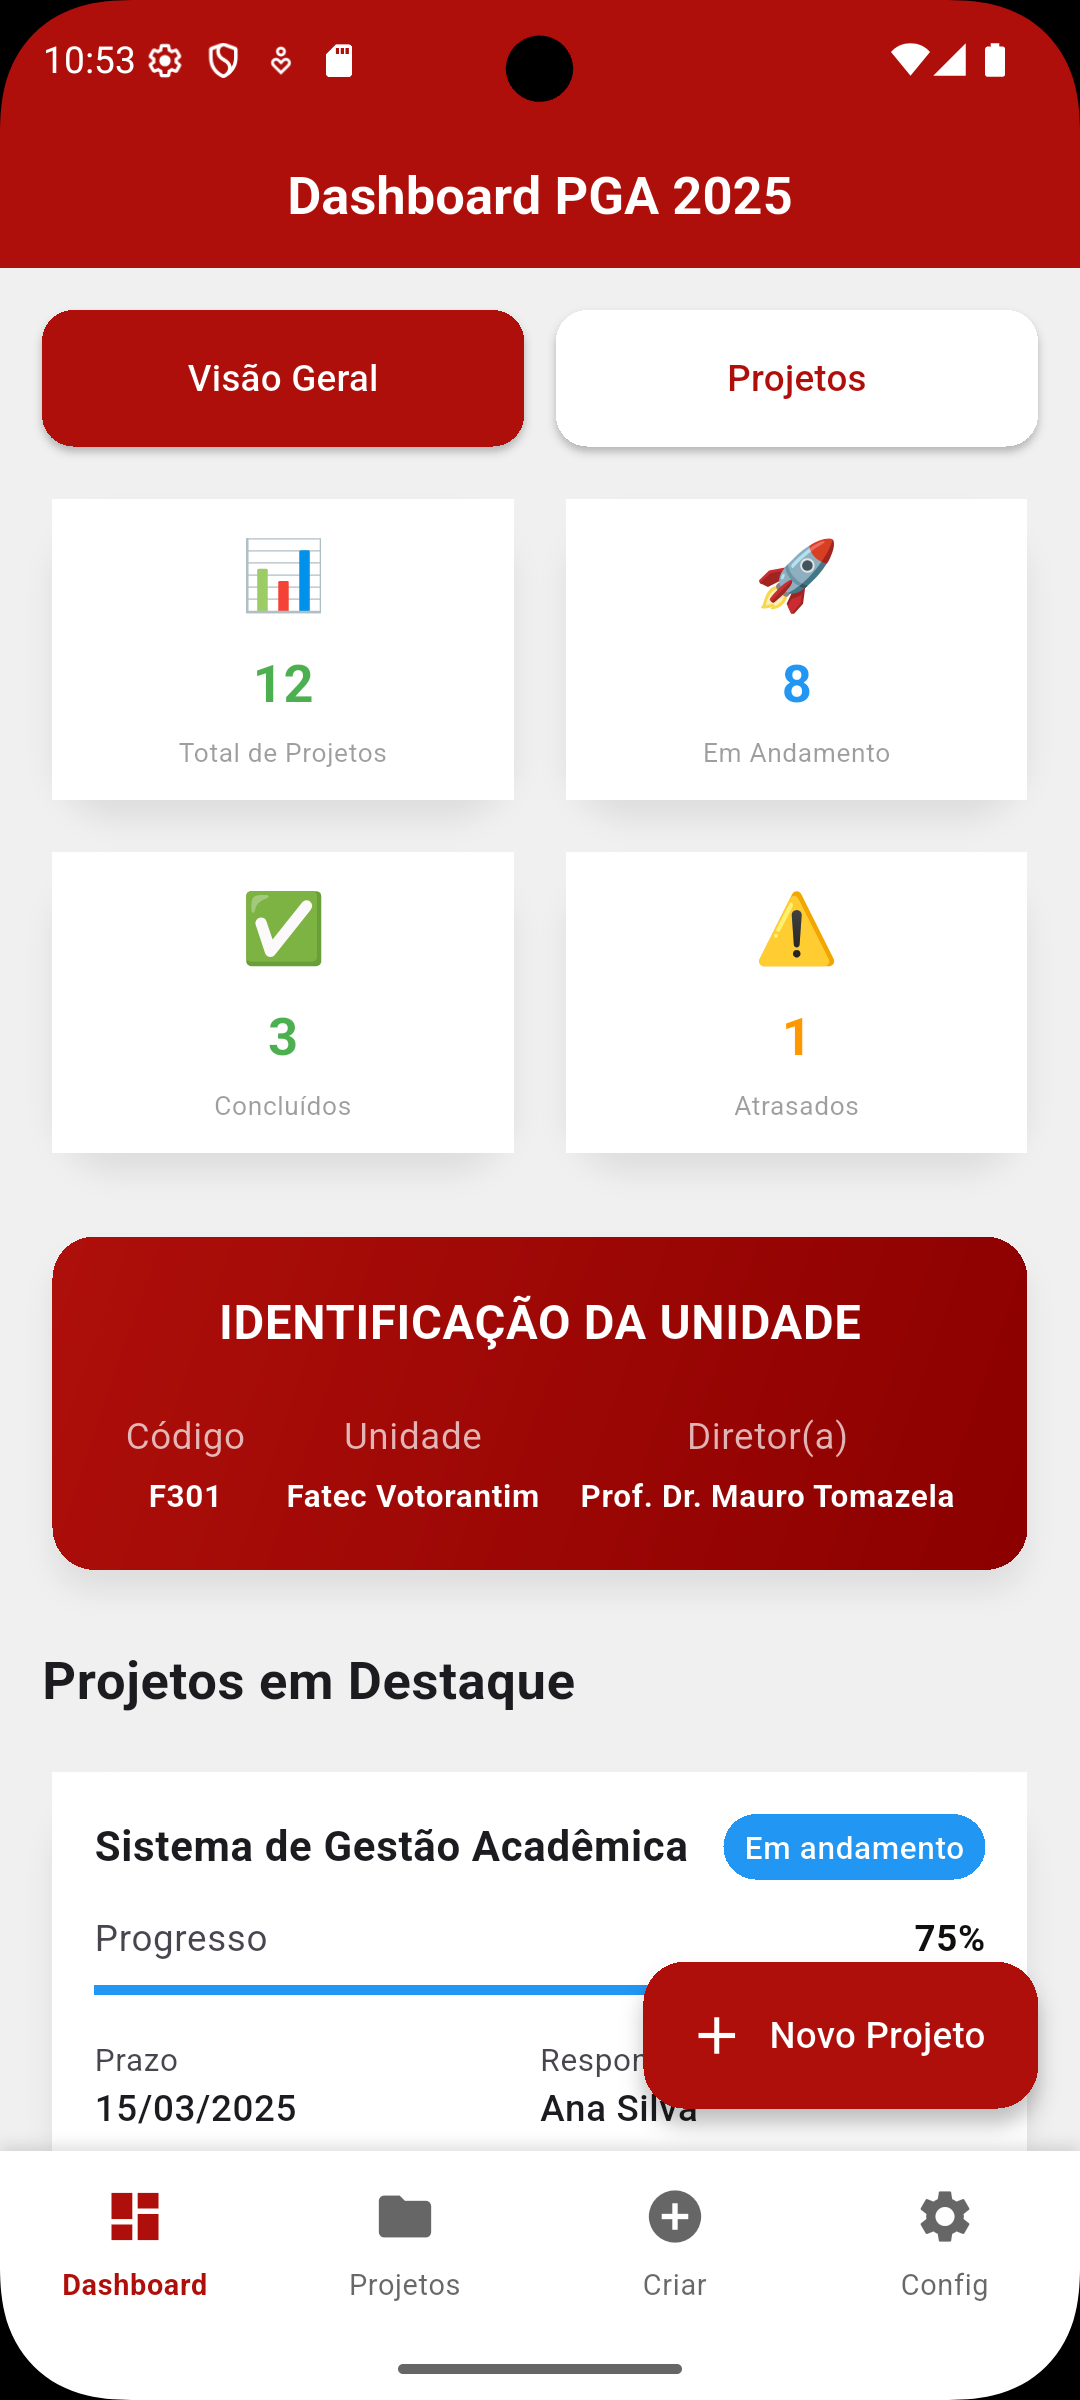 10:53
Dashboard PGA 2025
Visão Geral
Projetos
12
Total de Projetos
8
Em Andamento
3
Concluídos
1
Atrasados
IDENTIFICAÇÃO DA UNIDADE
Código
F301
Unidade
Fatec Votorantim
Diretor(a)
Prof. Dr. Mauro Tomazela
Projetos em Destaque
Sistema de Gestão Acadêmica
Em andamento
Progresso
75%
Prazo
15/03/2025
Respon
Ana Silva
Novo Projeto
Dashboard
Projetos
Criar
Config